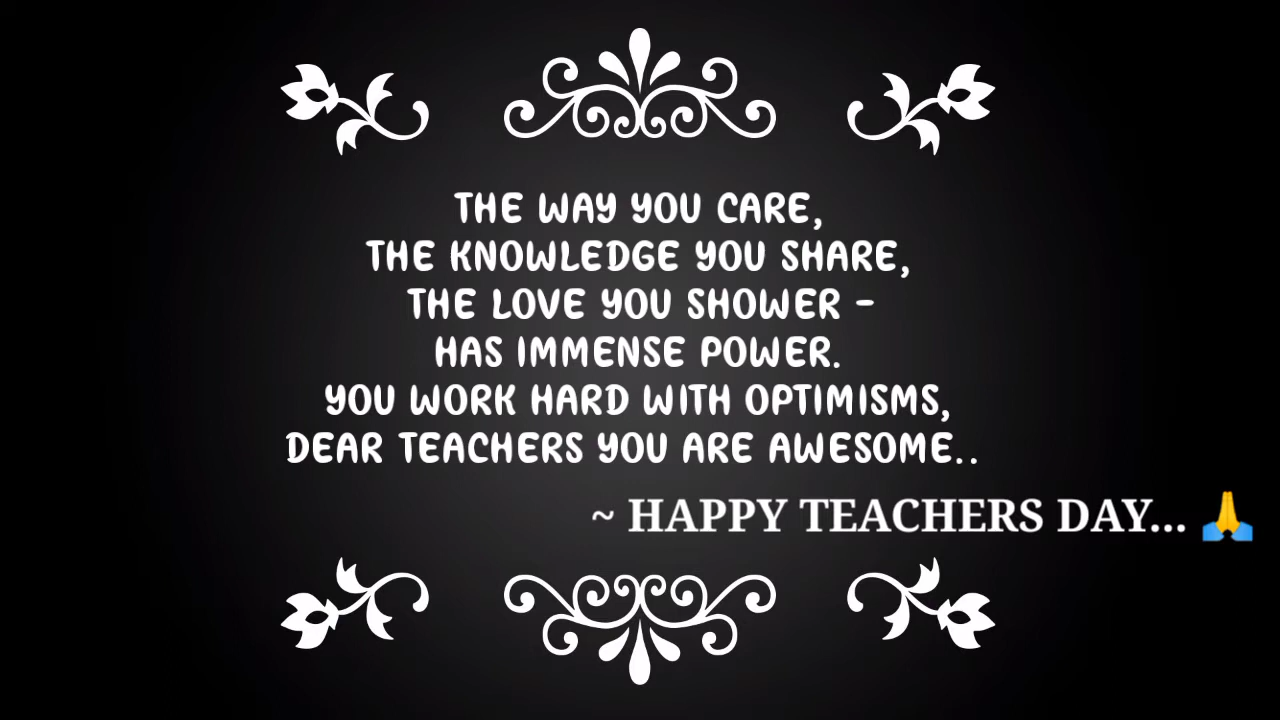 THE WAY YOU CARE,
THE KNOWLEDGE YOU SHARE,
THE LOVE YOU SHOWER -
HAS IMMENSE POWER.
YOU WORK HARD WITH OPTIMISMS,
DEAR TEACHERS YOU ARE AWESOME..
~ HAPPY TEACHERS DAY... 🙏